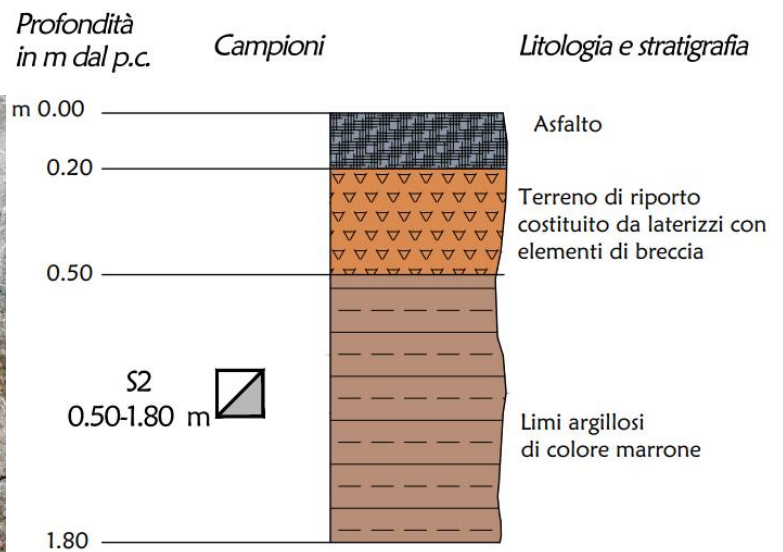 Profondità
in m dal p.c.
Campioni
Litologia e stratigrafia
m 0.00
Asfalto
0.20
Terreno di riporto
costituito da laterizzi con
elementi di breccia
0.50
S2
0.50-1.80 m
Limi argillosi
di colore marrone
1.80